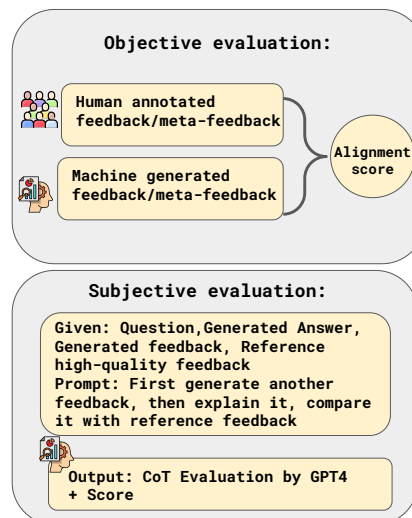 Objective evaluation:
Human annotated
feedback/meta-feedback
Machine generated
feedback/meta-feedback
Alignment
score
Subjective evaluation:
Given: Question,Generated Answer,
Generated feedback, Reference
high-quality feedback
Prompt: First generate another
feedback, then explain it, compare
it with reference feedback
Output: CoT Evaluation by GPT4
+ Score